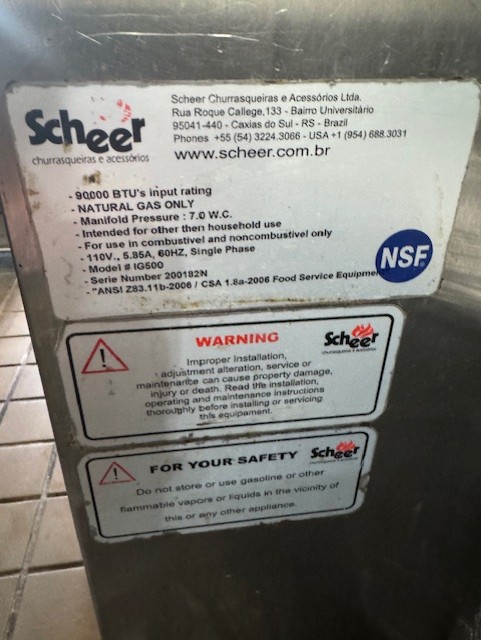 Scheer
churrasqueiras e acessórios
Scheer Churrasqueiras e Acessórios Ltda.
Rua Roque Callege,133 - Bairro Universitário
95041-440 - Caxias do Sul - RS - Brazil
Phones +55 (54) 3224.3066 - USA +1 (954) 688.3031
www.scheer.com.br
- 90000 BTU's input rating
- NATURAL GAS ONLY
- Manifold Pressure : 7.0 W.C.
- Intended for other then household use
- For use in combustivel and noncombustivel only
- 110V., 5.85A, 60HZ, Single Phase
- Model # IG500
- Serie Number 200182N
- "ANSI Z83.11b-2006 / CSA 1.8a-2006 Food Service Equipment
NSF
WARNING
Scheer
churrasqueiras e acessórios
Improper Installation,
adjustment alteration, service or
maintenance can cause property damage,
injury or death. Read the installation,
operating and maintenance instructions
thoroughly before installing or servicing
this equipament.
FOR YOUR SAFETY
Scheer
Do not store or use gasoline or other
flammable vapors or liquids in the vicinity of
this or any other appliance.